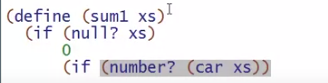 (define (sum1 xs)
(if (null? xs)
0
(if (number? (car xs))